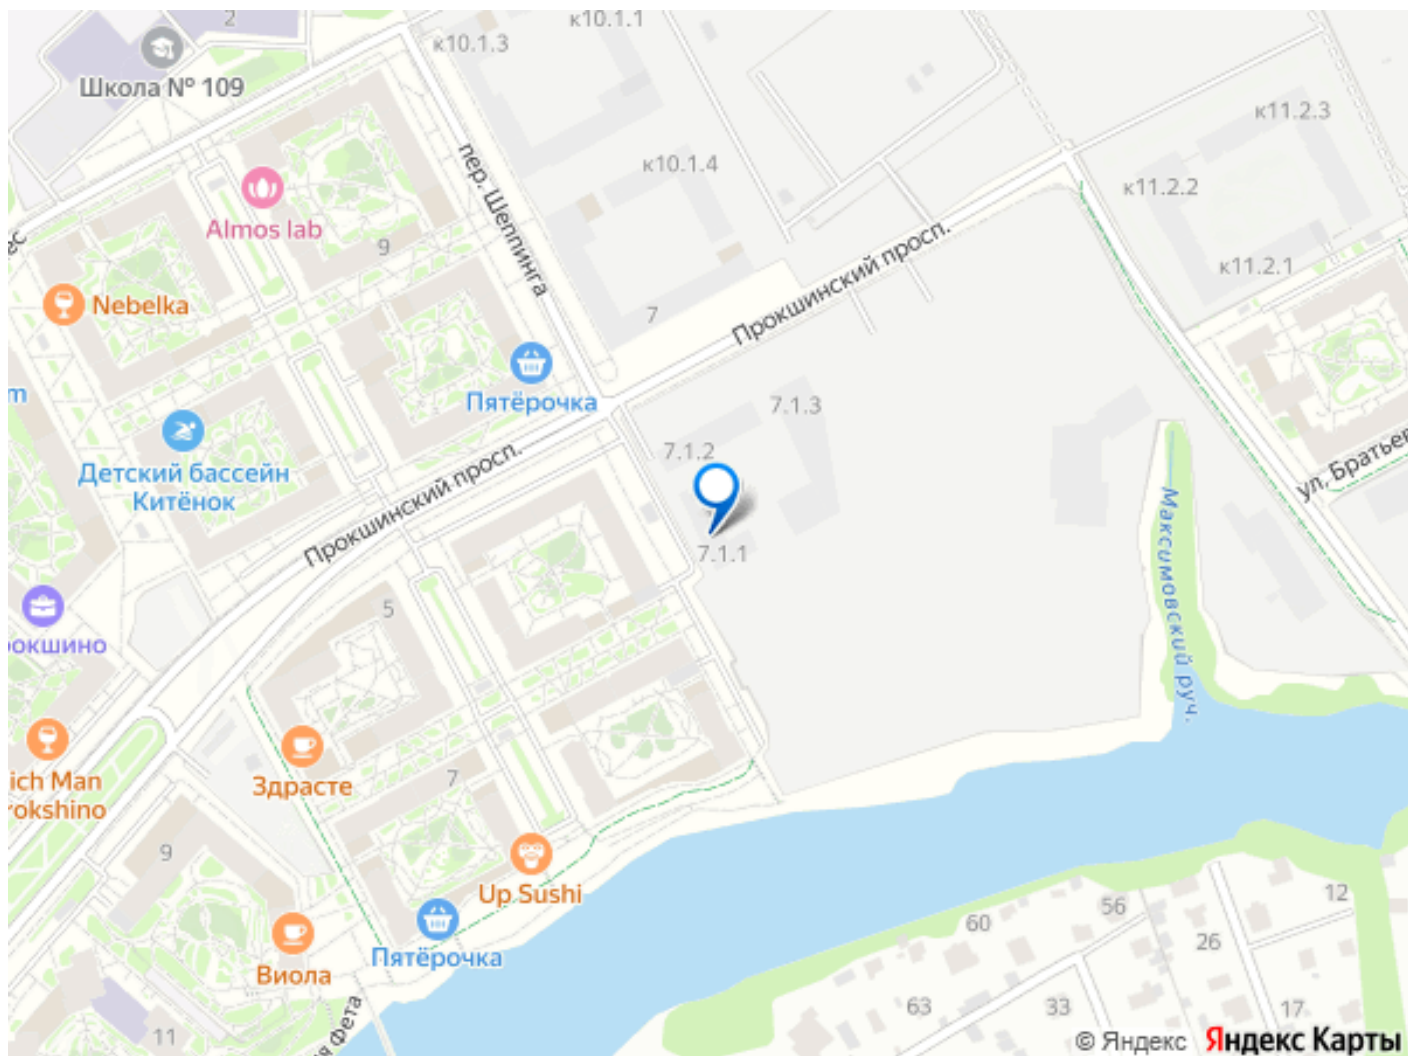 2
к10.1.1
к10.1.3
Школа № 109
к11.2.3
к10.1.4
к11.2.2
пер. Шеппинга
Almos lab
9
Прокшинский просп.
к11.2.1
Nebelka
7
Пятёрочка
7.1.3
7.1.2
Детский бассейн
Китёнок
Прокшинский просп.
7.1.1
ул. Братьев
Максимовский руч.
5
Здрасте
7
9
Up Sushi
Пятёрочка
Виола
11
60
56
12
26
63
33
17
© Яндекс
Яндекс Карты